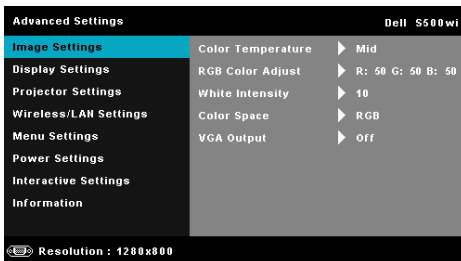 Advanced Settings Dell S500wi
Image Settings Color Temperature Mid
Display Settings RGB Color Adjust R: 50 G: 50 B: 50
Projector Settings White Intensity 10
Wireless/LAN Settings Color Space RGB
Menu Settings VGA Output Off
Power Settings
Interactive Settings
Information
Resolution : 1280x800